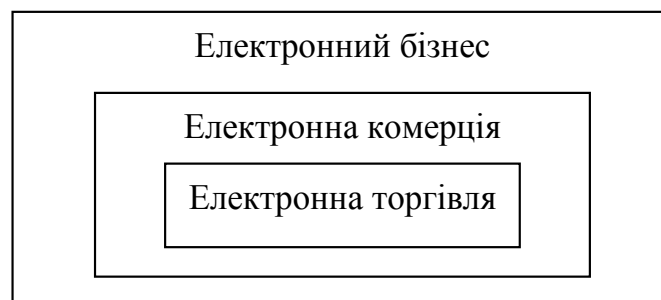 Електронний бізнес
Електронна комерція
Електронна торгівля